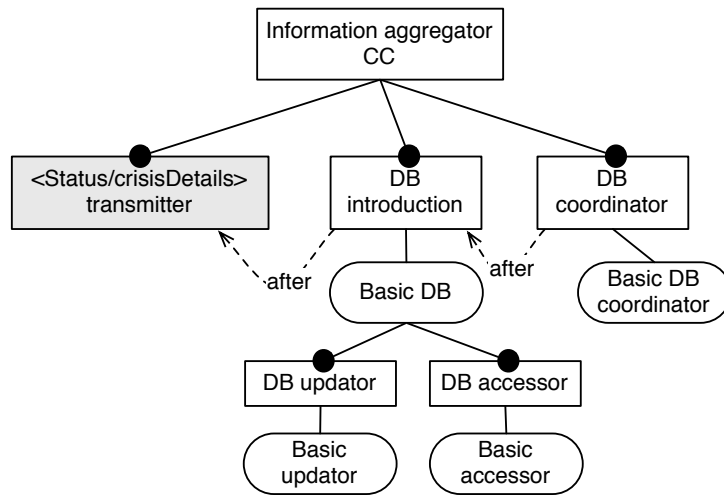 Information aggregator
CC
<Status/crisisDetails>
transmitter
DB
introduction
DB
coordinator
after
after
Basic DB
Basic DB
coordinator
DB updator
DB accessor
Basic
updator
Basic
accessor